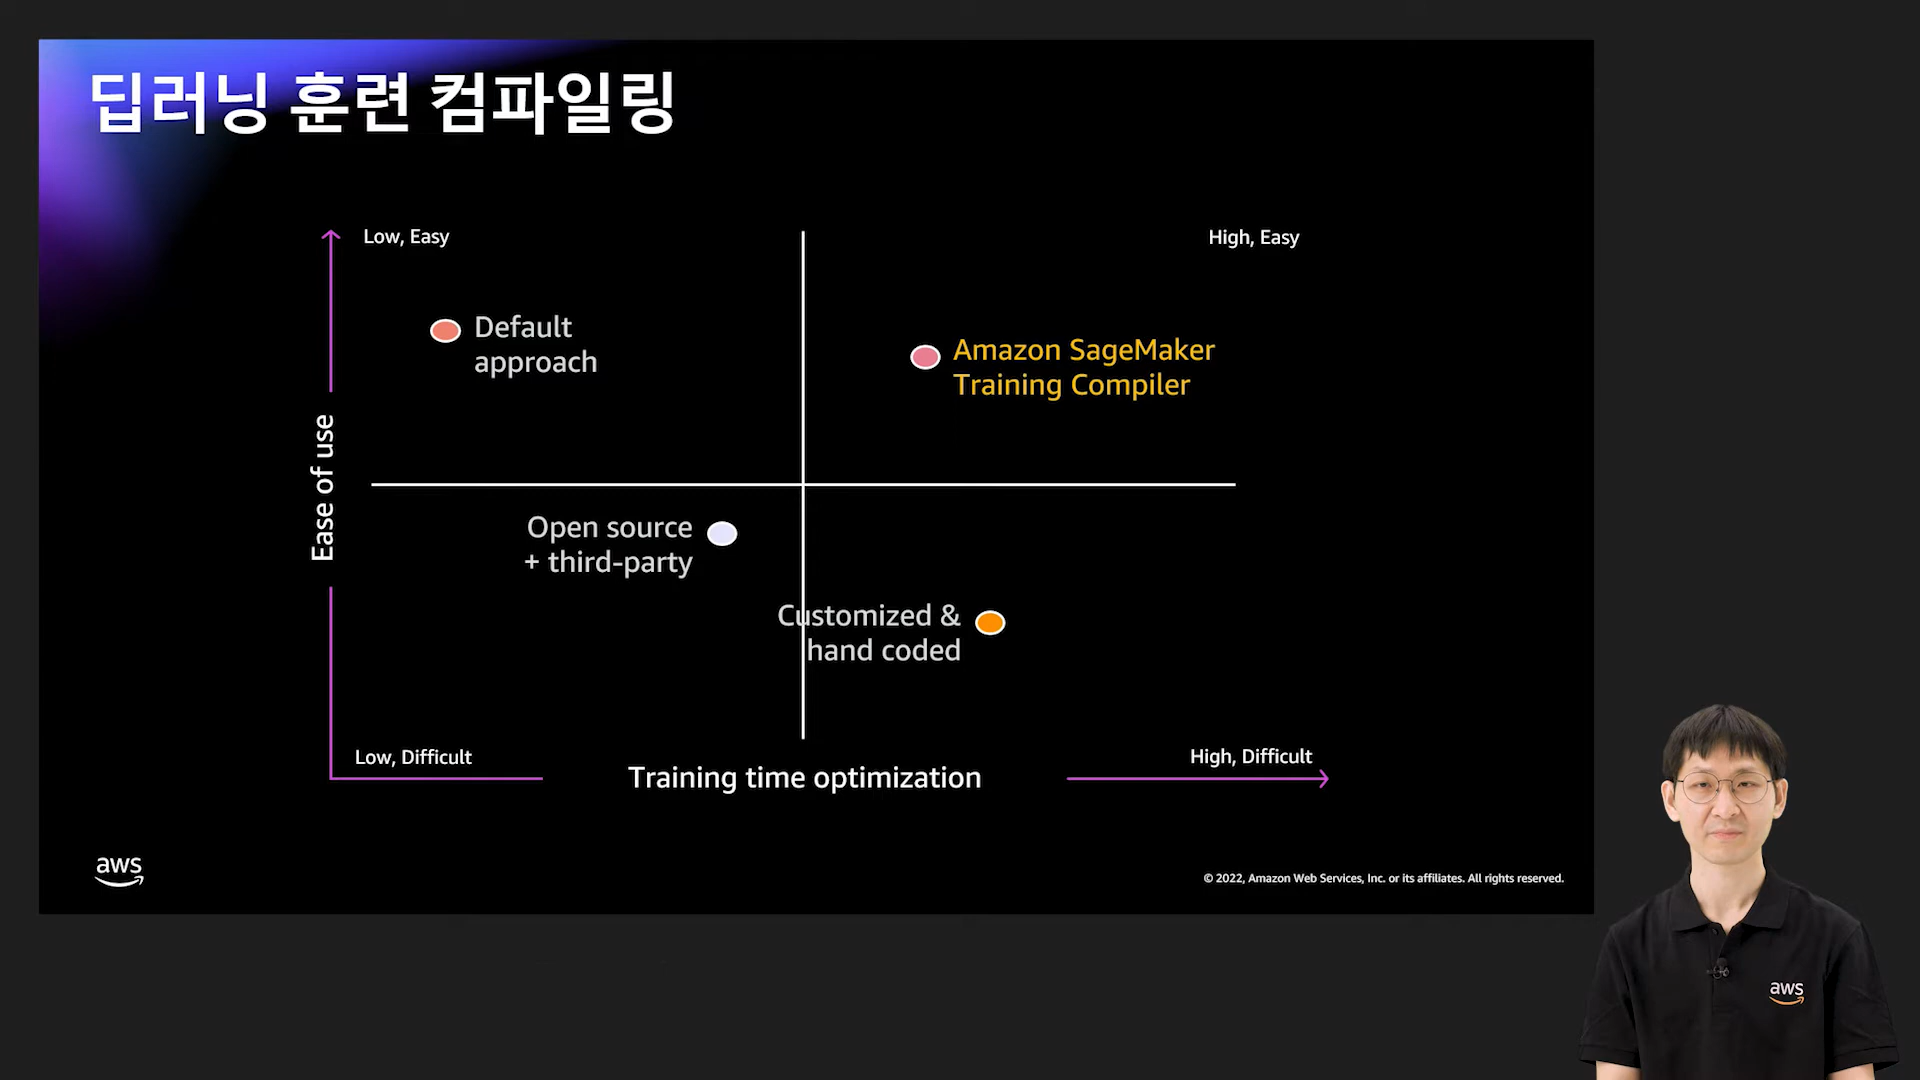 딥러닝 훈련 컴파일링
Low, Easy
High, Easy
Default
approach
Amazon SageMaker
Training Compiler
Ease of use
Open source
+ third-party
Customized &
hand coded
Low, Difficult
Training time optimization
High, Difficult
aws
© 2022, Amazon Web Services, Inc. or its affiliates. All rights reserved.
aws